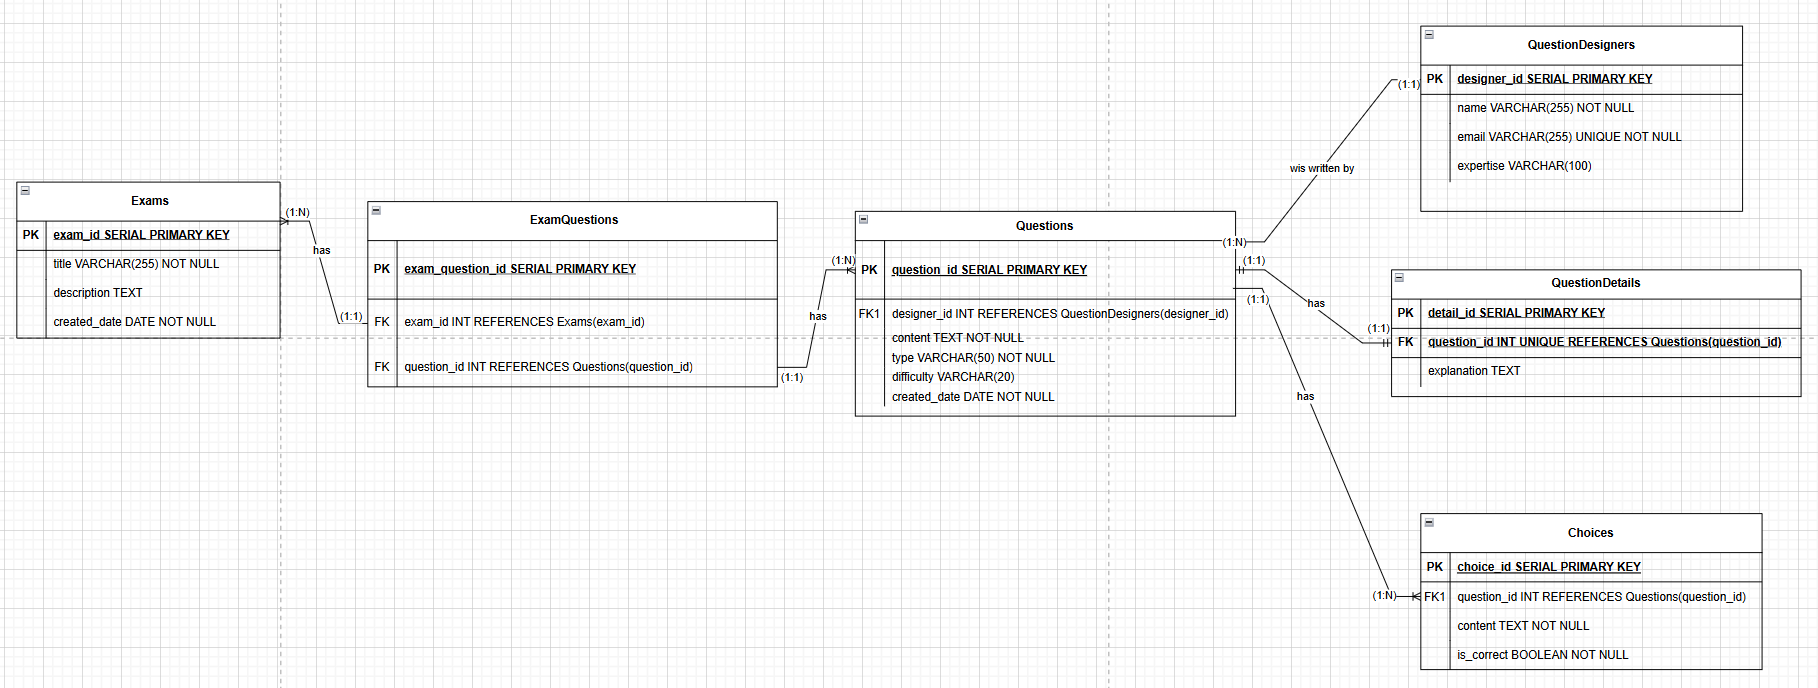 Exams
PK exam_id SERIAL PRIMARY KEY
title VARCHAR(255) NOT NULL
description TEXT
created_date DATE NOT NULL
(1:N)
has
(1:1)
ExamQuestions
PK exam_question_id SERIAL PRIMARY KEY
FK exam_id INT REFERENCES Exams(exam_id)
FK question_id INT REFERENCES Questions(question_id)
(1:N)
has
(1:1)
Questions
PK question_id SERIAL PRIMARY KEY
FK1 designer_id INT REFERENCES QuestionDesigners(designer_id)
content TEXT NOT NULL
type VARCHAR(50) NOT NULL
difficulty VARCHAR(20)
created_date DATE NOT NULL
(1:1)
wis written by
(1:N)
QuestionDesigners
PK designer_id SERIAL PRIMARY KEY
name VARCHAR(255) NOT NULL
email VARCHAR(255) UNIQUE NOT NULL
expertise VARCHAR(100)
(1:1)
has
(1:1)
QuestionDetails
PK detail_id SERIAL PRIMARY KEY
FK question_id INT UNIQUE REFERENCES Questions(question_id)
explanation TEXT
(1:1)
has
(1:N)
Choices
PK choice_id SERIAL PRIMARY KEY
FK1 question_id INT REFERENCES Questions(question_id)
content TEXT NOT NULL
is_correct BOOLEAN NOT NULL